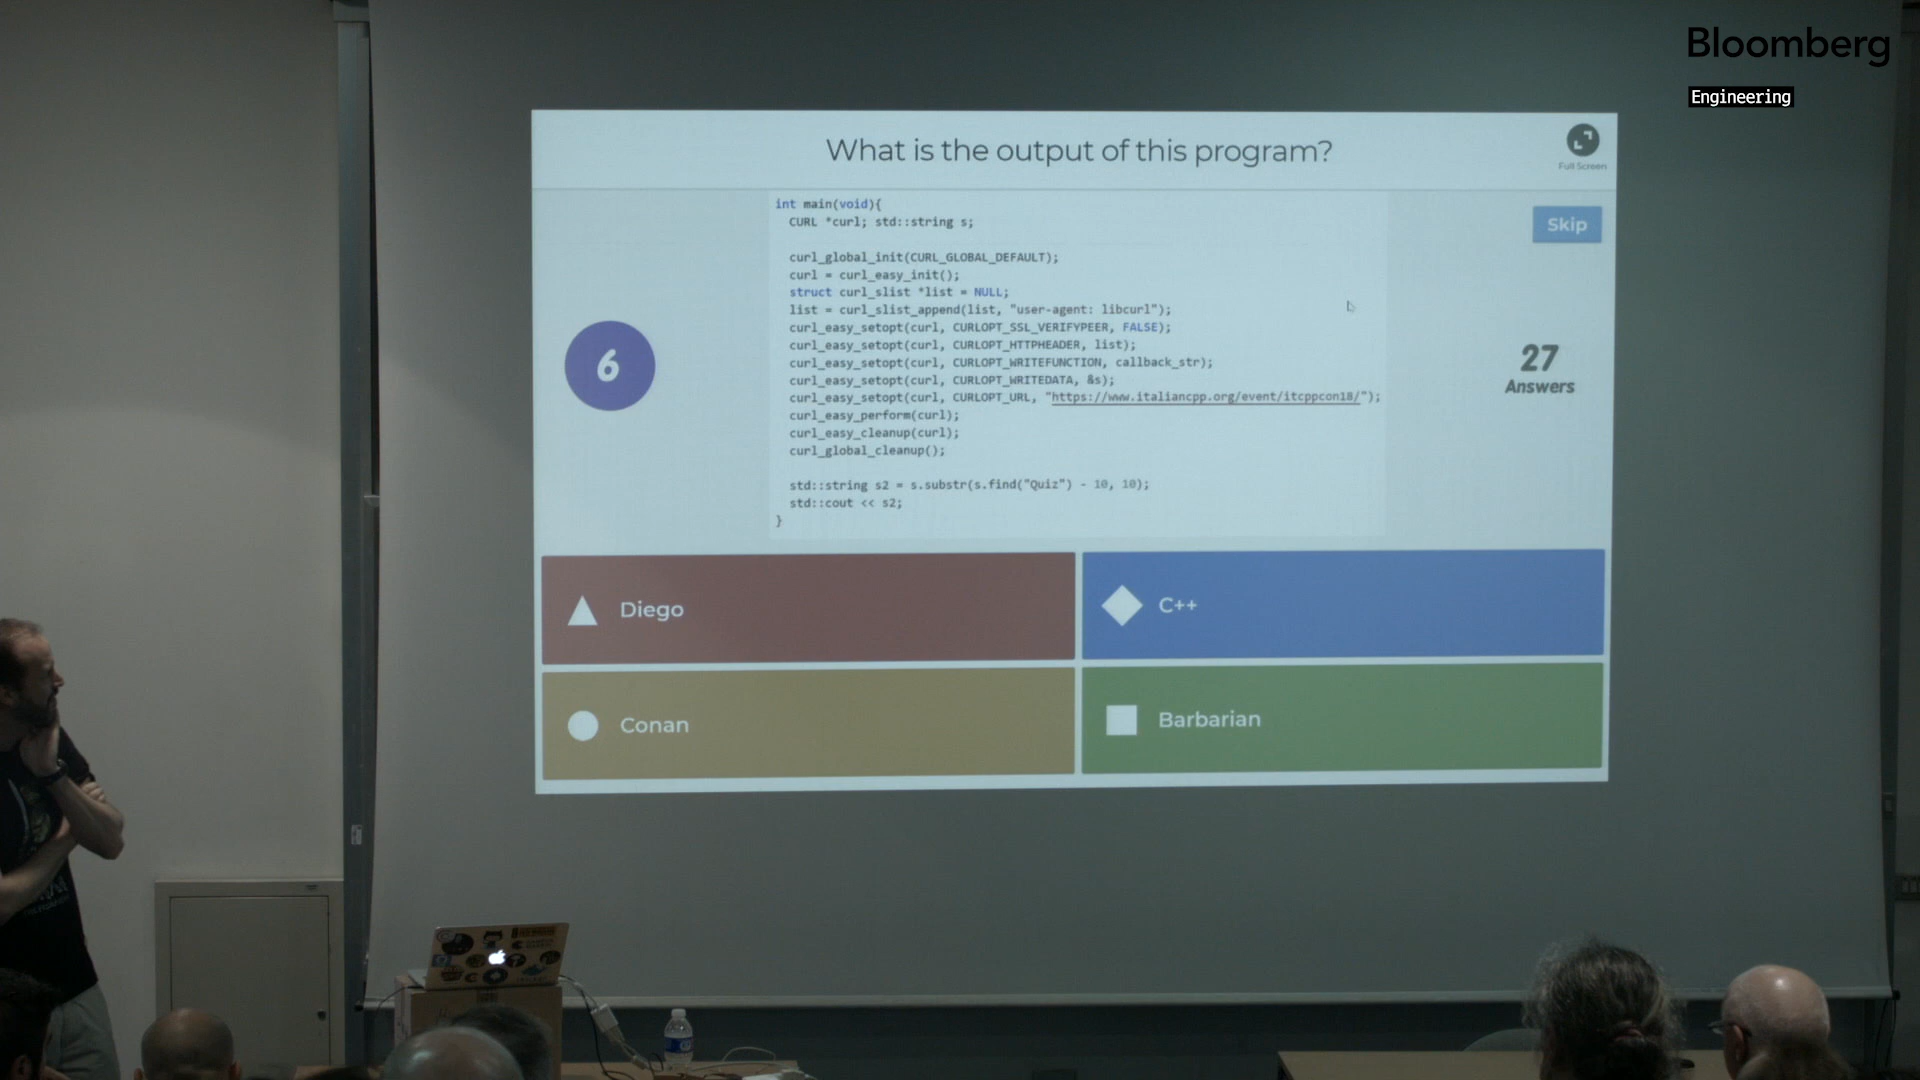 Bloomberg
Engineering
What is the output of this program?
Full Screen
Skip
int main(void){
CURL *curl; std::string s;
curl_global_init(CURL_GLOBAL_DEFAULT);
curl = curl_easy_init();
struct curl_slist *list = NULL;
list = curl_slist_append(list, "user-agent: libcurl");
curl_easy_setopt(curl, CURLOPT_SSL_VERIFYPEER, FALSE);
curl_easy_setopt(curl, CURLOPT_HTTPHEADER, list);
curl_easy_setopt(curl, CURLOPT_WRITEFUNCTION, callback_str);
curl_easy_setopt(curl, CURLOPT_WRITEDATA, &s);
curl_easy_setopt(curl, CURLOPT_URL, "https://www.italiancpp.org/event/itcppcon18/");
curl_easy_perform(curl);
curl_easy_cleanup(curl);
curl_global_cleanup();
std::string s2 = s.substr(s.find("Quiz") - 10, 10);
std::cout << s2;
}
6
27
Answers
Diego
C++
Conan
Barbarian